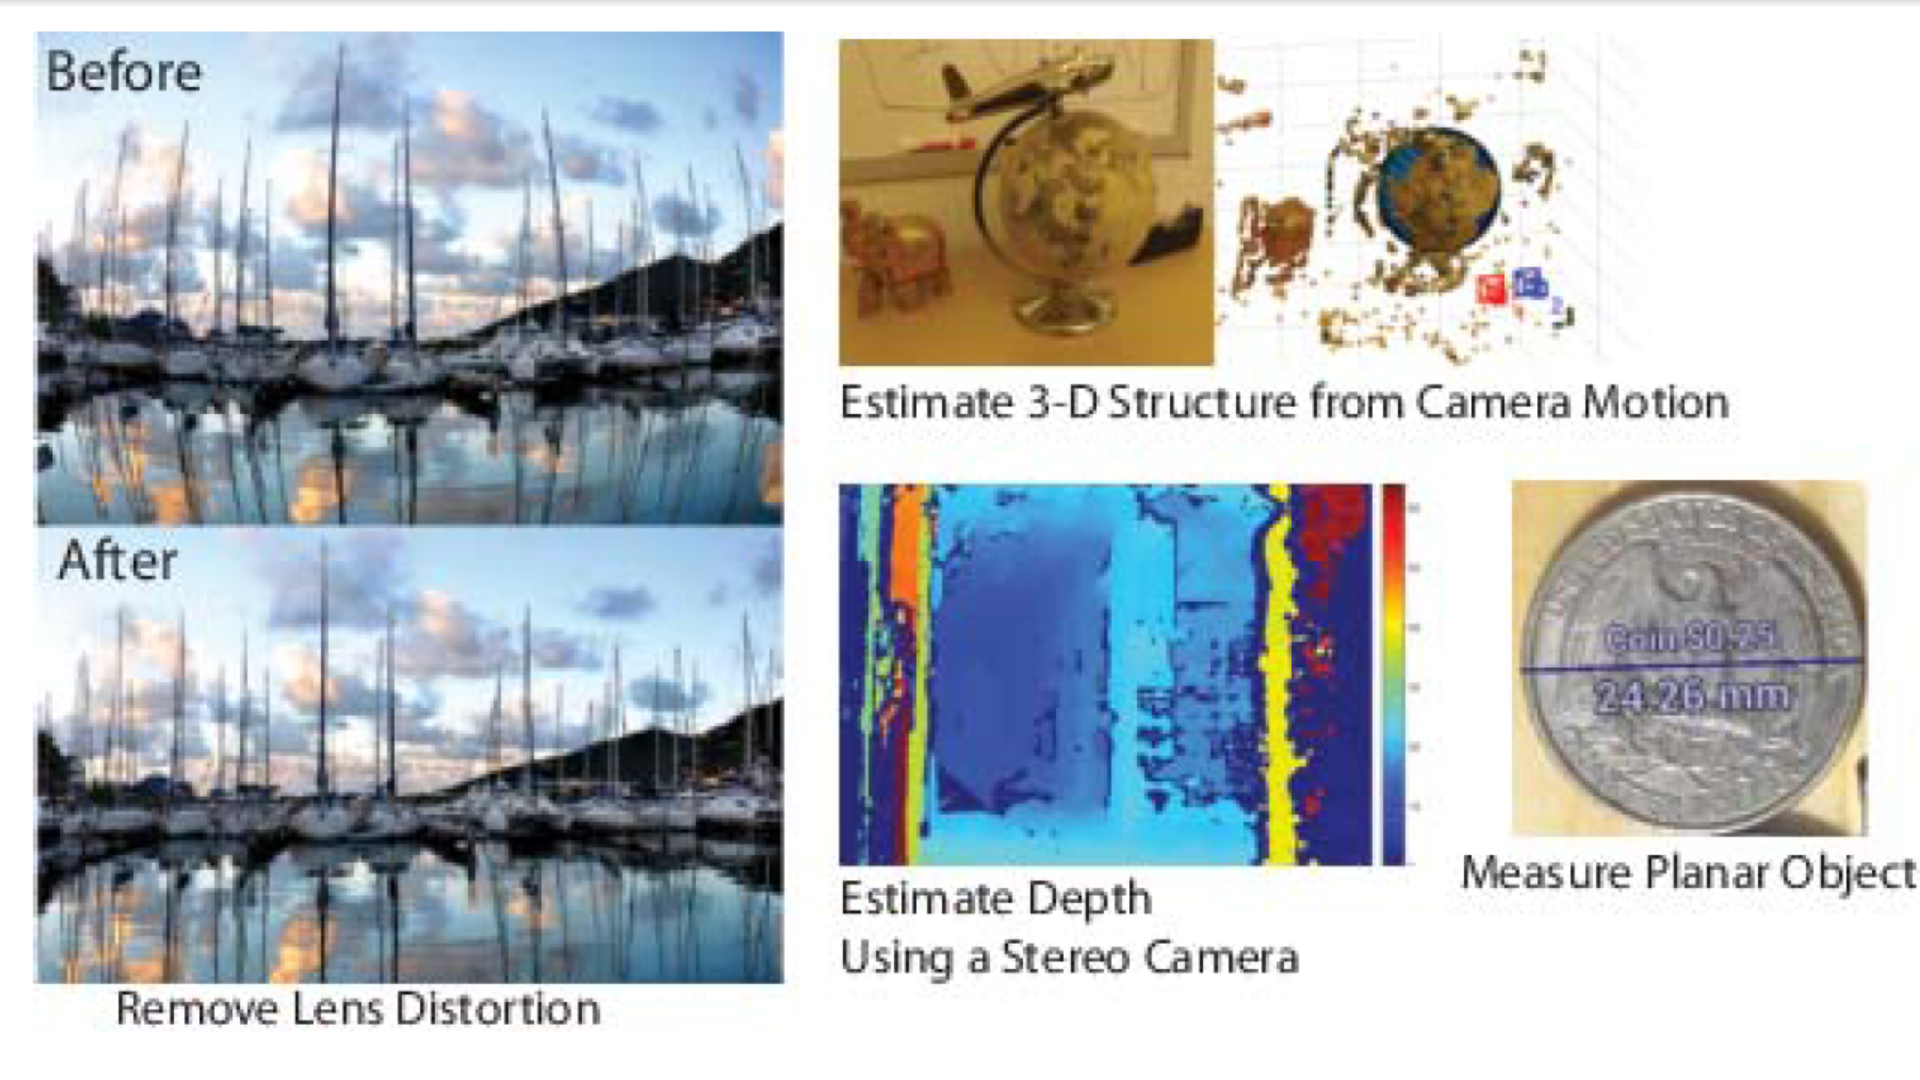 Before
After
Remove Lens Distortion
Estimate 3-D Structure from Camera Motion
Estimate Depth
Using a Stereo Camera
Coin $0.25
24.26 mm
Measure Planar Object